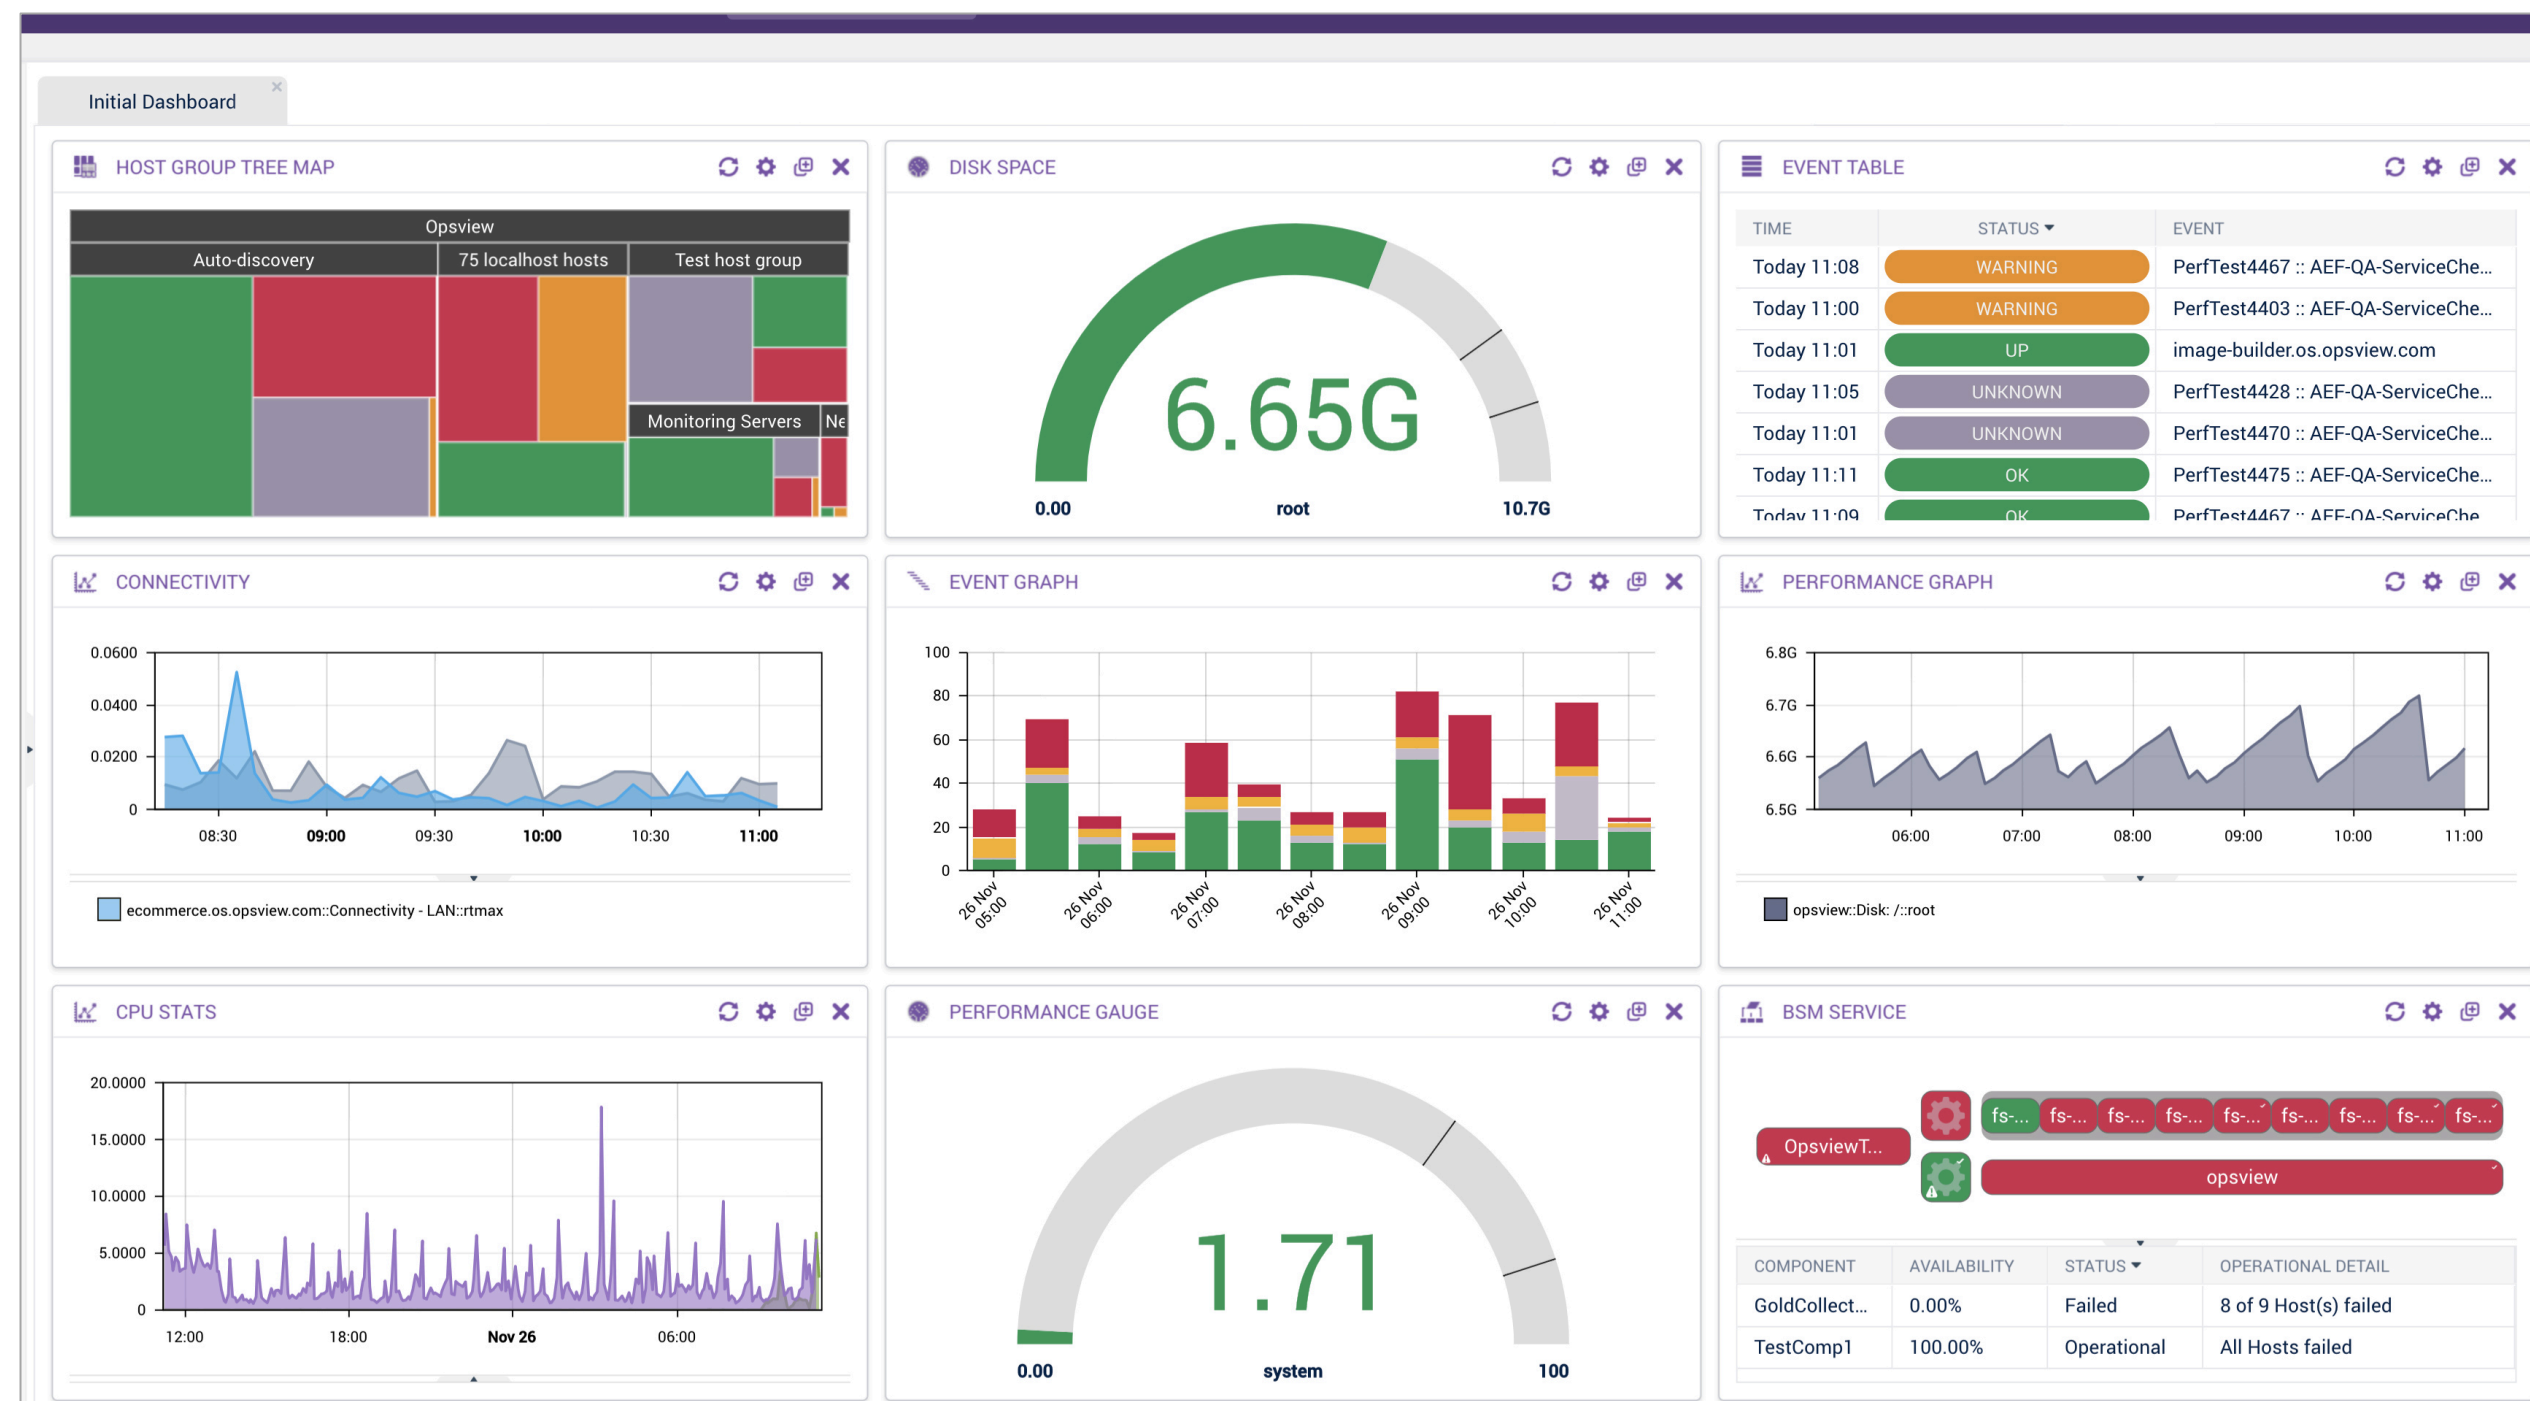 Initial Dashboard
HOST GROUP TREE MAP
Opsview
Auto-discovery
75 localhost hosts
Test host group
Monitoring Servers
Ne
DISK SPACE
6.65G
0.00
root
10.7G
EVENT TABLE
TIME STATUS EVENT
Today 11:08 WARNING PerfTest4467 :: AEF-QA-ServiceChe...
Today 11:00 WARNING PerfTest4403 :: AEF-QA-ServiceChe...
Today 11:01 UP image-builder.os.opsview.com
Today 11:05 UNKNOWN PerfTest4428 :: AEF-QA-ServiceChe...
Today 11:01 UNKNOWN PerfTest4470 :: AEF-QA-ServiceChe...
Today 11:11 OK PerfTest4475 :: AEF-QA-ServiceChe...
Today 11:09 OK PerfTest4467 :: AEF-QA-ServiceChe
CONNECTIVITY
0.0600
0.0400
0.0200
0
08:30 09:00 09:30 10:00 10:30 11:00
ecommerce.os.opsview.com::Connectivity - LAN::rtmax
EVENT GRAPH
100
80
60
40
20
0
26 Nov
05:00
26 Nov
06:00
26 Nov
07:00
26 Nov
08:00
26 Nov
09:00
26 Nov
10:00
26 Nov
11:00
PERFORMANCE GRAPH
6.8G
6.7G
6.6G
6.5G
06:00 07:00 08:00 09:00 10:00 11:00
opsview::Disk: /::root
CPU STATS
20.0000
15.0000
10.0000
5.0000
0
12:00 18:00 Nov 26 06:00
PERFORMANCE GAUGE
1.71
0.00
system
100
BSM SERVICE
fs-... fs-... fs-... fs-... fs-... fs-... fs-... fs-... fs-...
OpsviewT...
opsview
COMPONENT AVAILABILITY STATUS OPERATIONAL DETAIL
GoldCollect... 0.00% Failed 8 of 9 Host(s) failed
TestComp1 100.00% Operational All Hosts failed